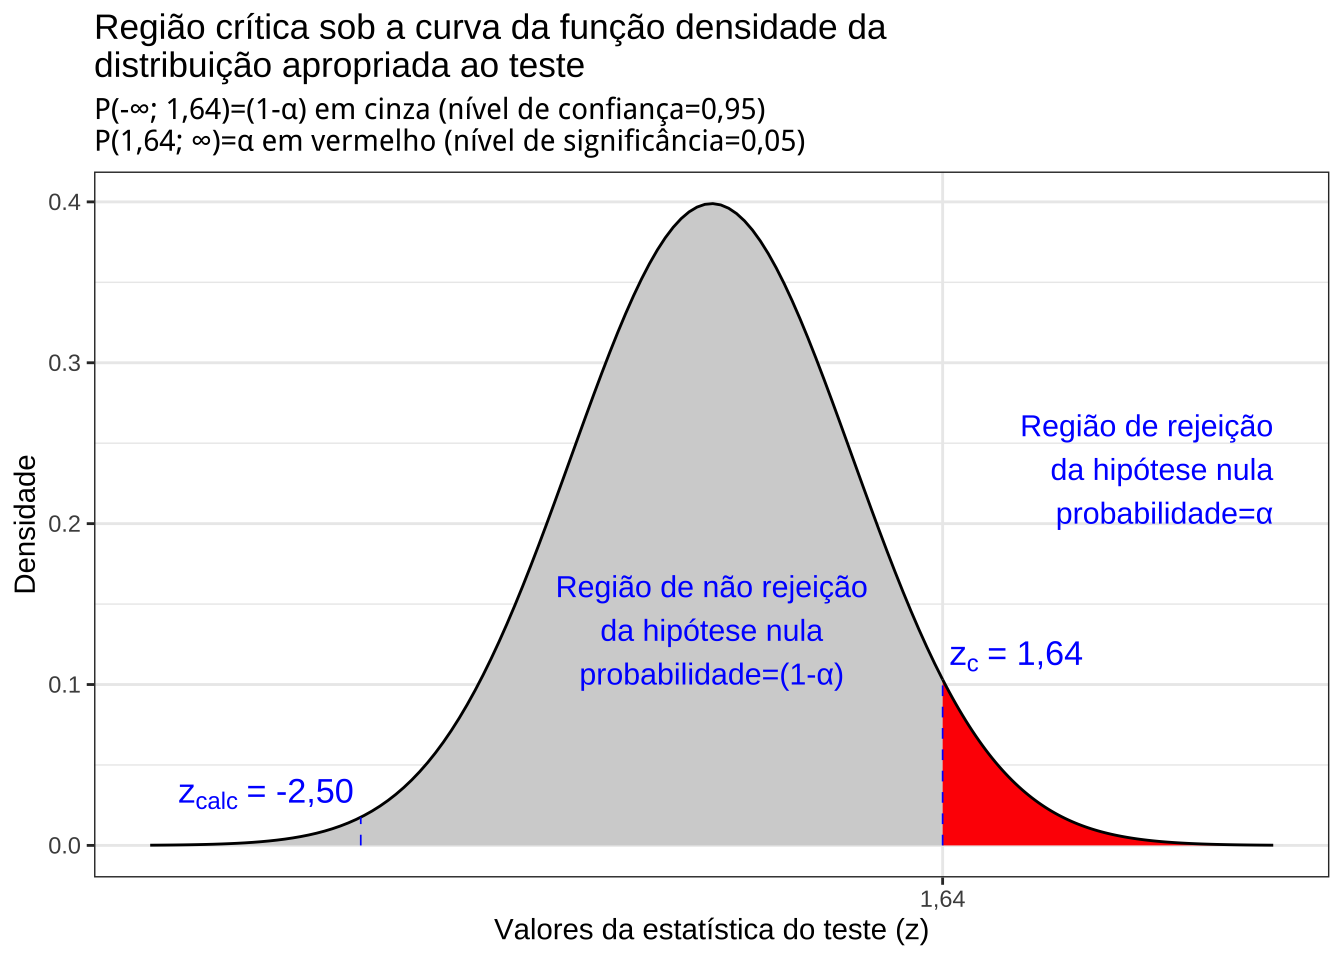 Região crítica sob a curva da função densidade da
distribuição apropriada ao teste
P(-∞; 1,64)=(1-α) em cinza (nível de confiança=0,95)
P(1,64; ∞)=α em vermelho (nível de significância=0,05)
0.4
0.3
0.2
0.1
0.0
Densidade
Região de rejeição
da hipótese nula
probabilidade=α
Região de não rejeição
da hipótese nula
probabilidade=(1-α)
zc = 1,64
zcalc = -2,50
1,64
Valores da estatística do teste (z)